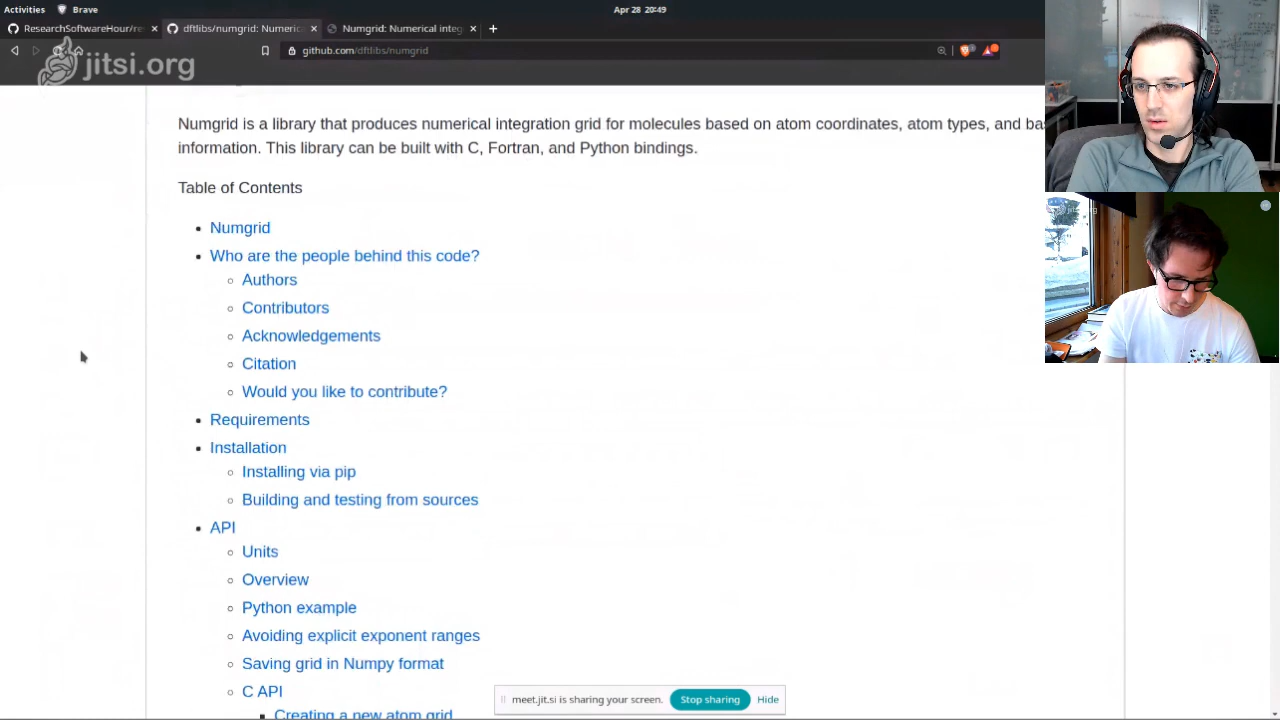 Activities Brave Apr 28 20:49
ResearchSoftwareHour/re dftlibs/numgrid: Numerica Numgrid: Numerical integ
github.com/dftlibs/numgrid
jitsi.org
Numgrid is a library that produces numerical integration grid for molecules based on atom coordinates, atom types, and ba
information. This library can be built with C, Fortran, and Python bindings.
Table of Contents
Numgrid
Who are the people behind this code?
Authors
Contributors
Acknowledgements
Citation
Would you like to contribute?
Requirements
Installation
Installing via pip
Building and testing from sources
API
Units
Overview
Python example
Avoiding explicit exponent ranges
Saving grid in Numpy format
C API
Creating a new atom grid
meet.jit.si is sharing your screen. Stop sharing Hide